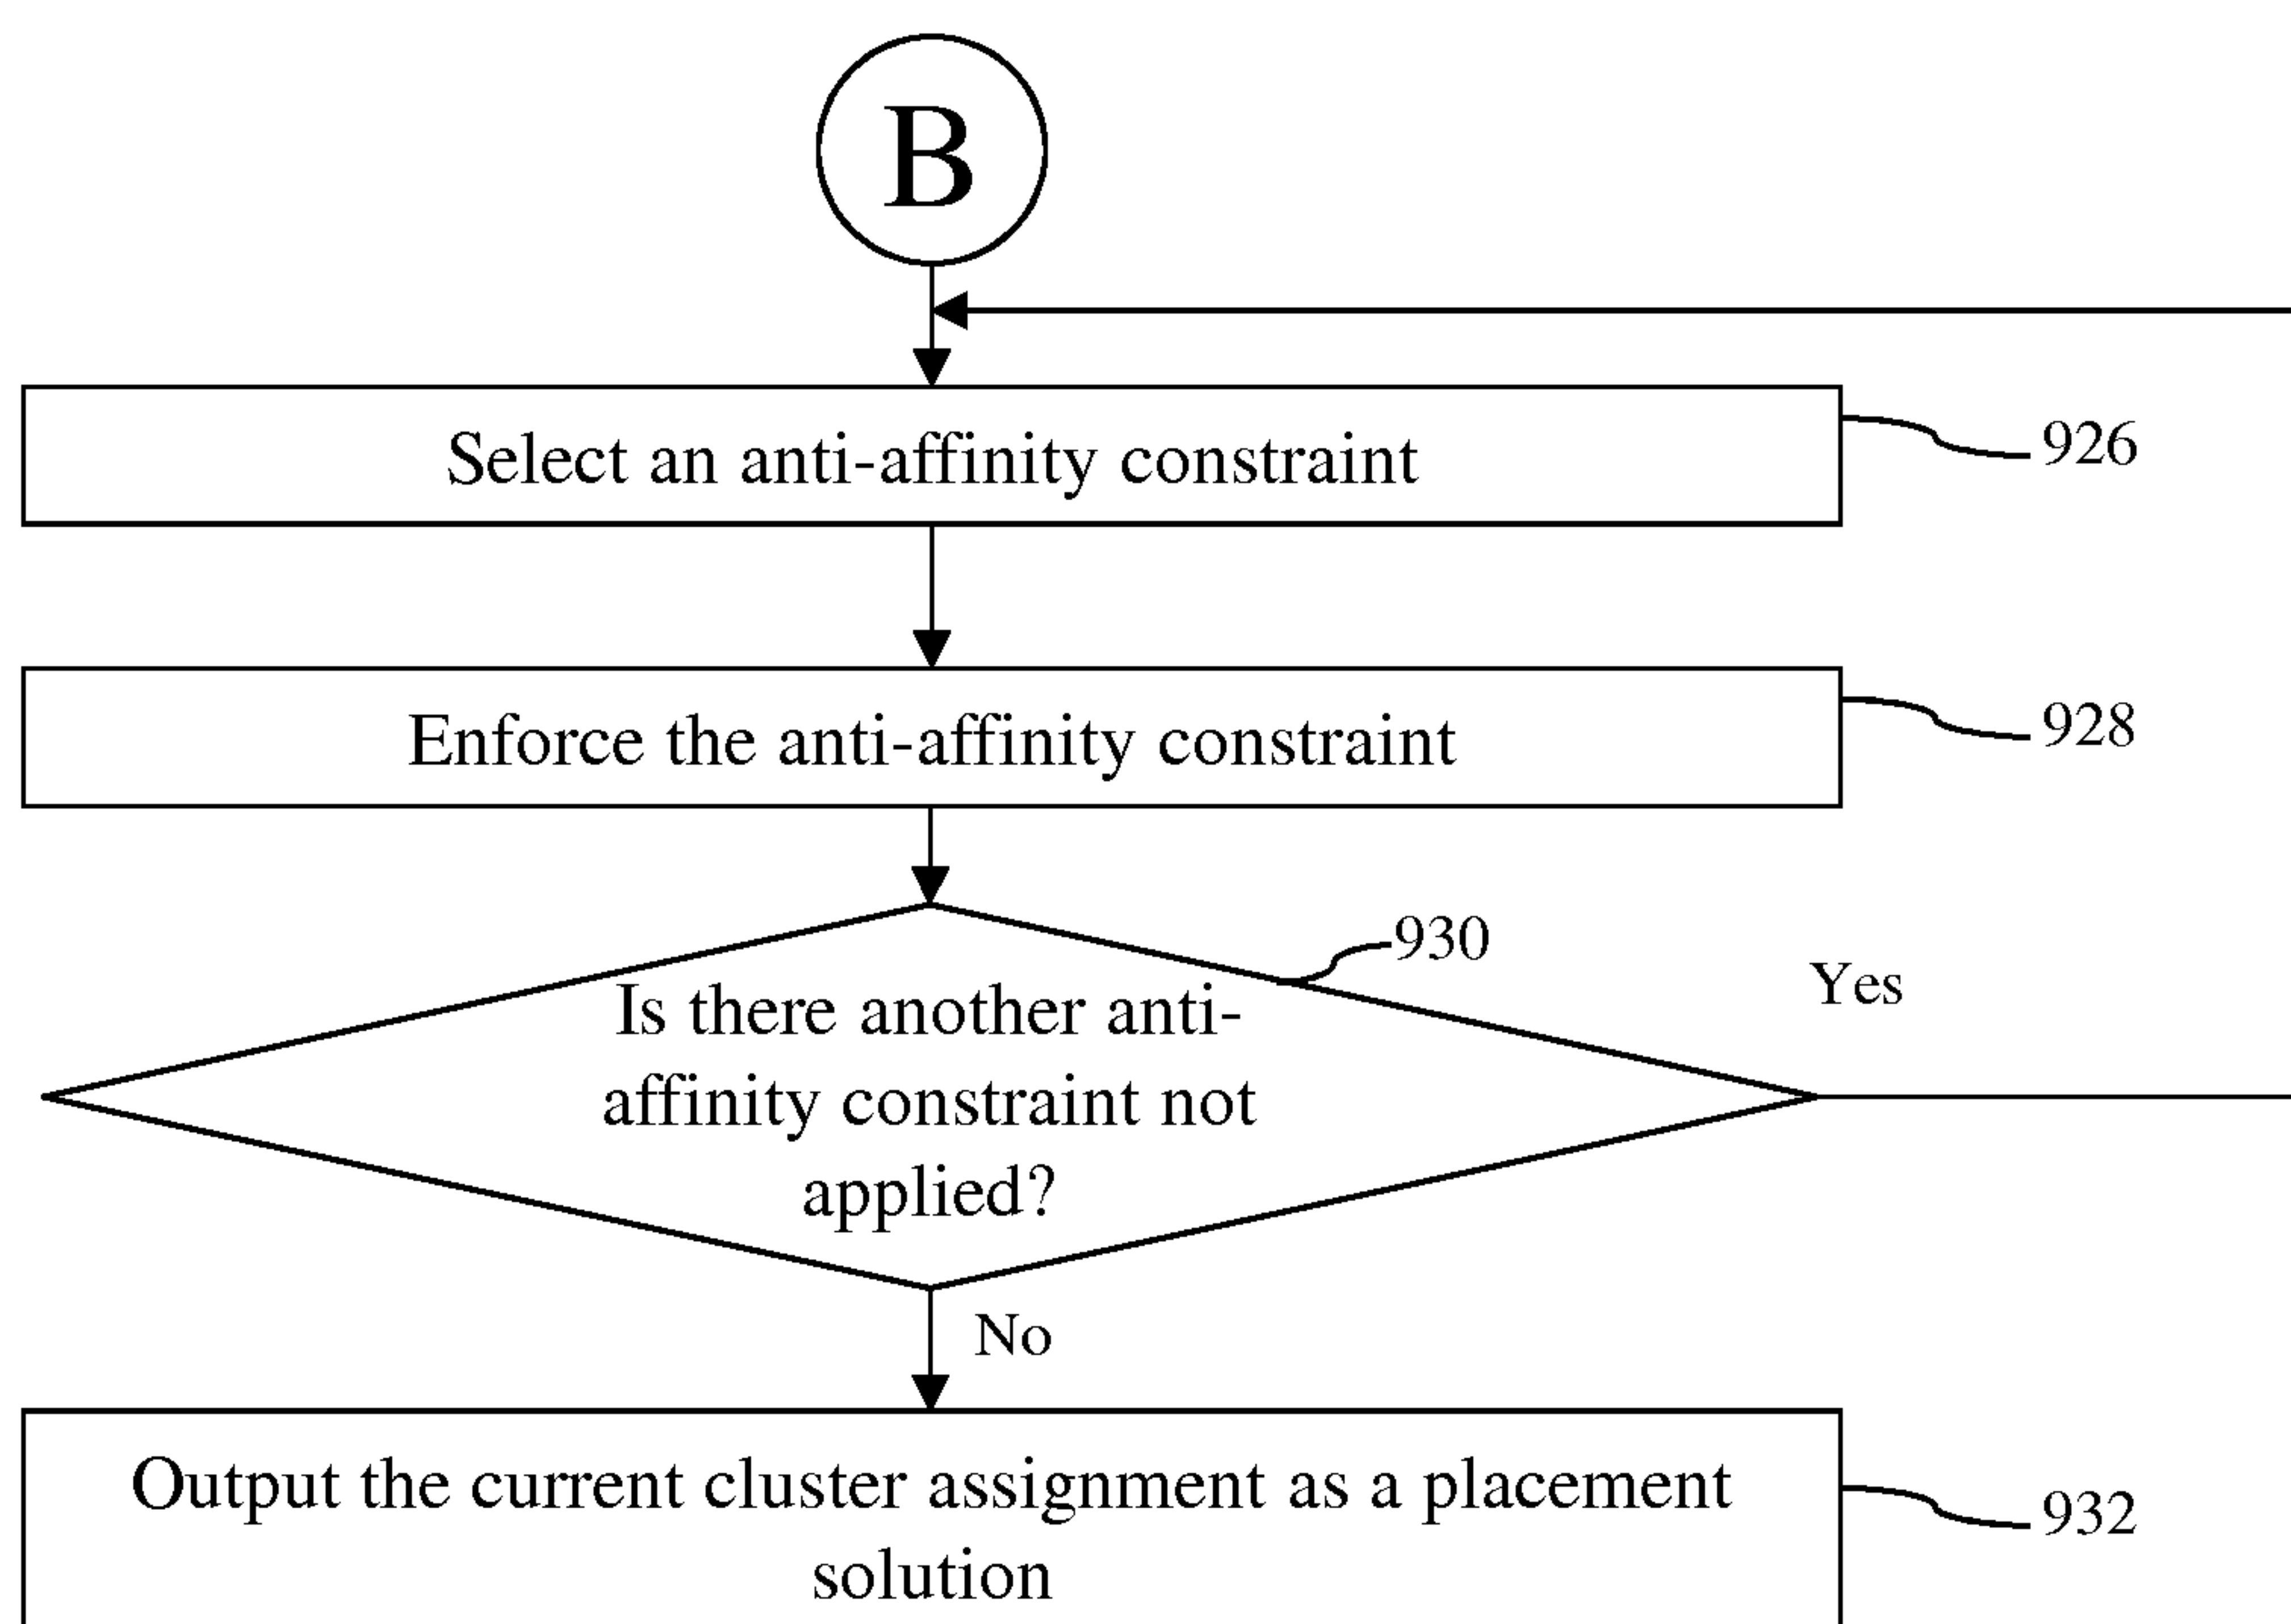 B
Select an anti-affinity constraint
926
Enforce the anti-affinity constraint
928
930
Is there another anti-
affinity constraint not
applied?
Yes
No
Output the current cluster assignment as a placement
solution
932